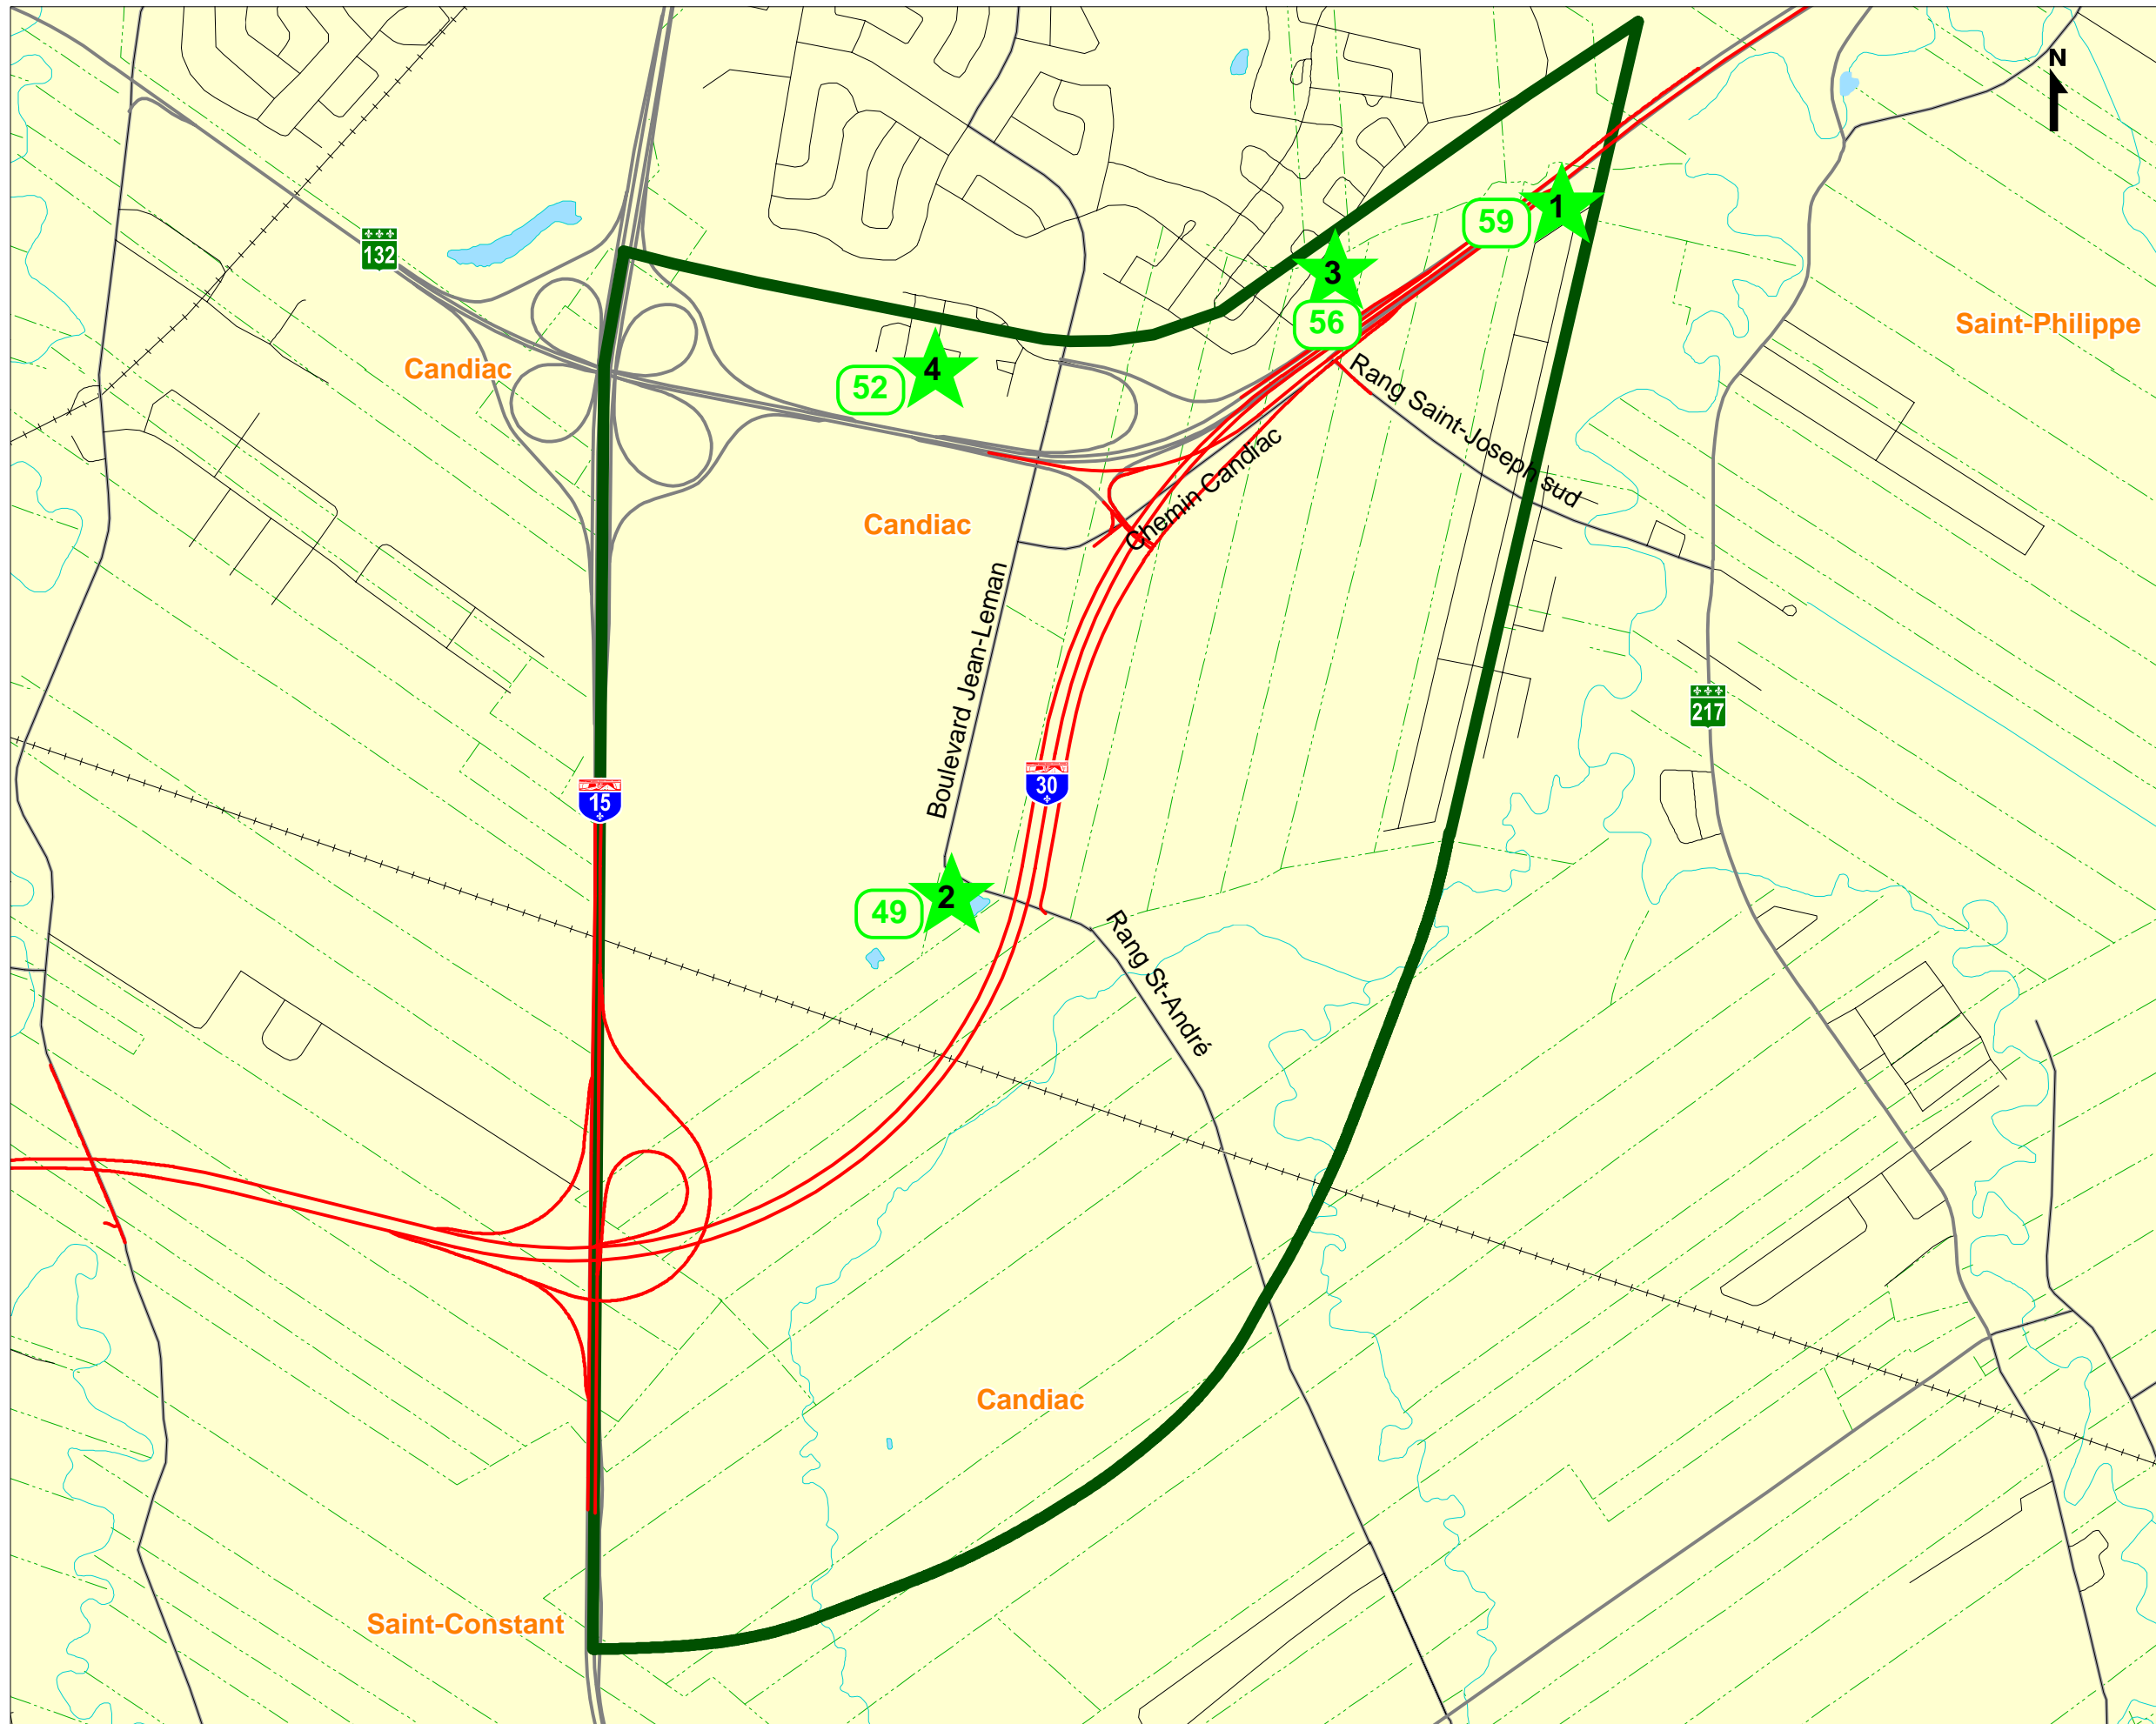 N
1
59
132
3
Saint-Philippe
56
Candiac
4
52
Rang Saint-Joseph sud
Chemin Candiac
Candiac
Boulevard Jean-Leman
217
15
30
2
49
Rang St-André
Candiac
Saint-Constant